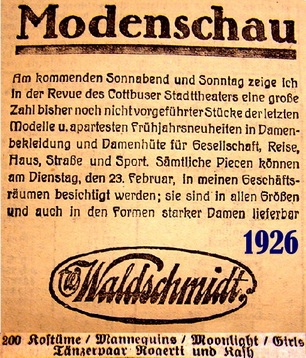 Modenschau
Am kommenden Sonnabend und Sonntag zeige ich
in der Revue des Cottbuser Stadttheaters eine große
Zahl bisher noch nicht vorgeführter Stücke der letzten
Modelle u. apartesten Frühjahrsneuheiten in Damen-
bekleidung und Damenhüte für Gesellschaft, Reise,
Haus, Straße und Sport. Sämtliche Piecen können
am Dienstag, den 23. Februar, in meinen Geschäfts-
räumen besichtigt werden; sie sind in allen Größen
und auch in den Formen starker Damen lieferbar
1926
W Waldschmidt
200 Kostüme / Mannequins / Moonlight / Girls
Tänzerpaar und